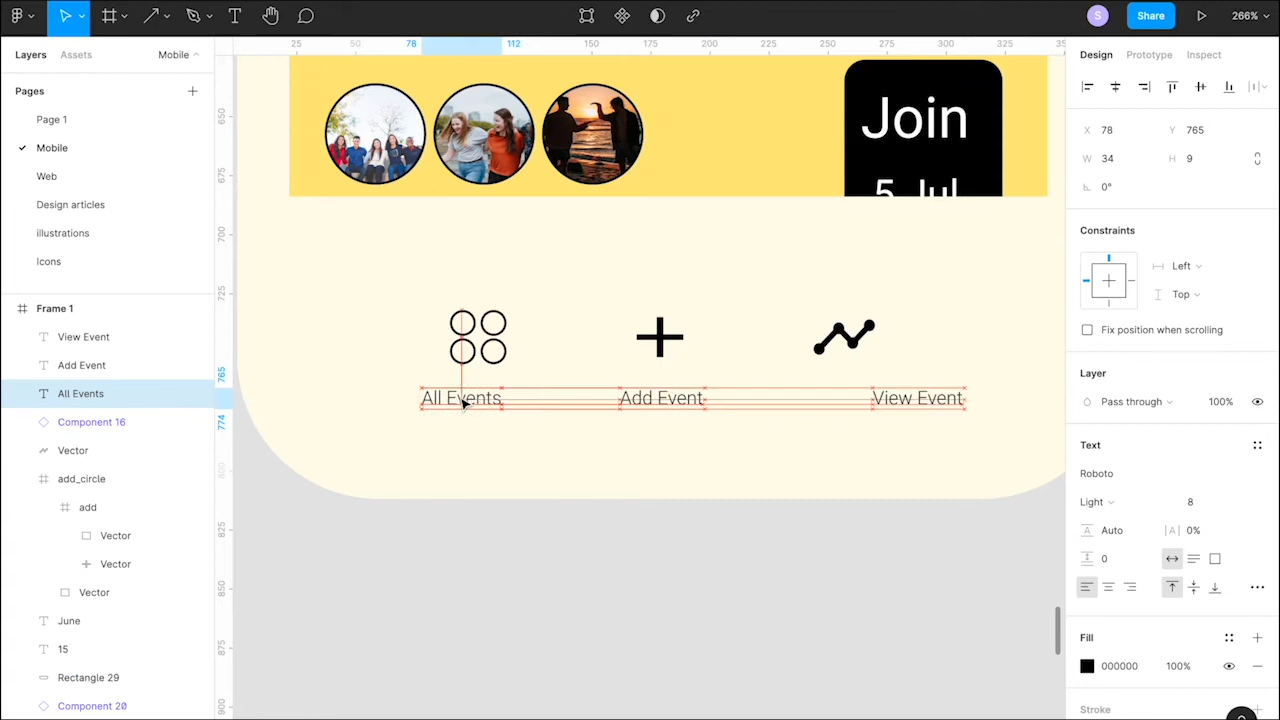 S
Share
266%
Layers
Assets
Mobile
Pages
Page 1
Mobile
Web
Design articles
illustrations
Icons
Frame 1
View Event
Add Event
All Events
Component 16
Vector
add_circle
add
Vector
Vector
Vector
June
15
Rectangle 29
Component 20
25 50 78 112 150 175 200 225 250 275 300 325
650
675
700
725
765
774
800
825
850
875
900
Join
5 Jul
All Events
Add Event
View Event
Design
Prototype
Inspect
X 78
Y 765
W 34
H 9
0°
Constraints
Left
Top
Fix position when scrolling
Layer
Pass through
100%
Text
Roboto
Light
8
A Auto
|A| 0%
0
Fill
000000
100%
Stroke